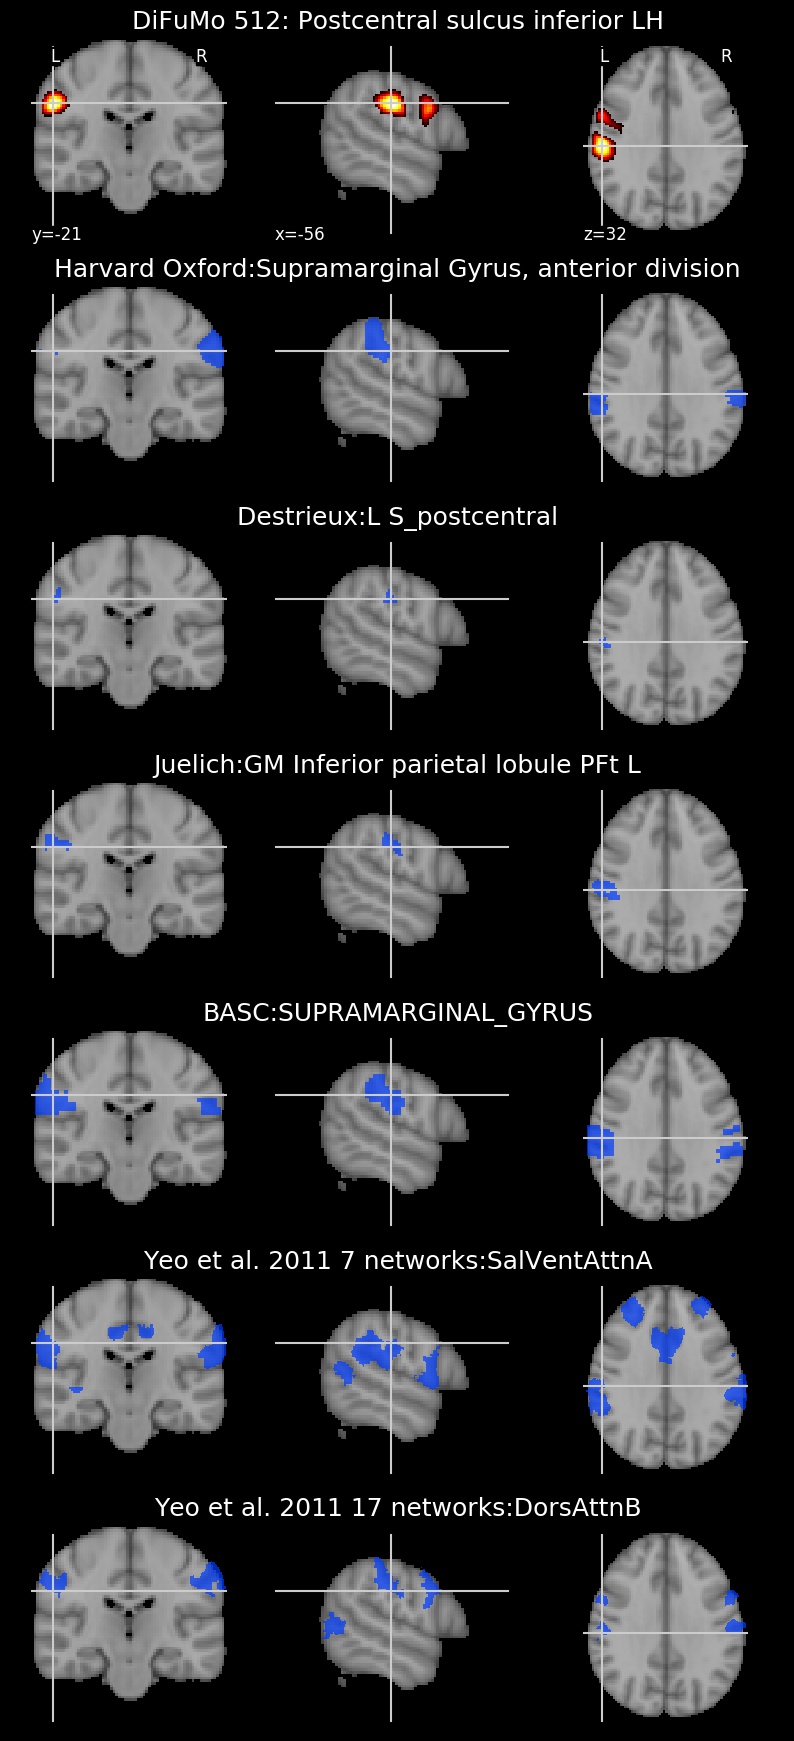 DiFuMo 512: Postcentral sulcus inferior LH
L R L R
y=-21 x=-56 z=32
Harvard Oxford:Supramarginal Gyrus, anterior division
Destrieux:L S_postcentral
Juelich:GM Inferior parietal lobule PFt L
BASC:SUPRAMARGINAL_GYRUS
Yeo et al. 2011 7 networks:SalVentAttnA
Yeo et al. 2011 17 networks:DorsAttnB